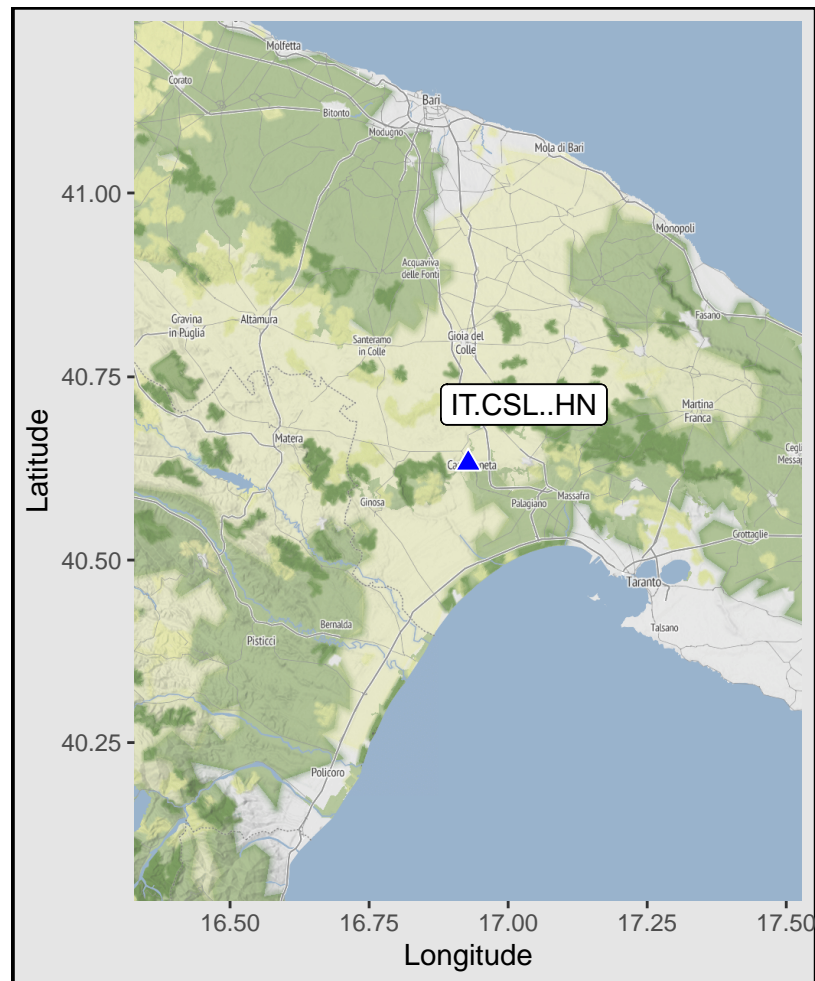 Molfetta
Corato
Bari
Bitonto
Modugno
Mola di Bari
41.00
Monopoli
Acquaviva
delle Fonti
Gravina
in Puglia
Altamura
Fasano
Santeramo
in Colle
Gioia del
Colle
40.75
IT.CSL..HN
Martina
Franca
Matera
Latitude
Ginosa
Palagiano
Massafra
40.50
Grottaglie
Taranto
Bernalda
Talsano
Pisticci
40.25
Policoro
16.50
16.75
17.00
17.25
17.50
Longitude